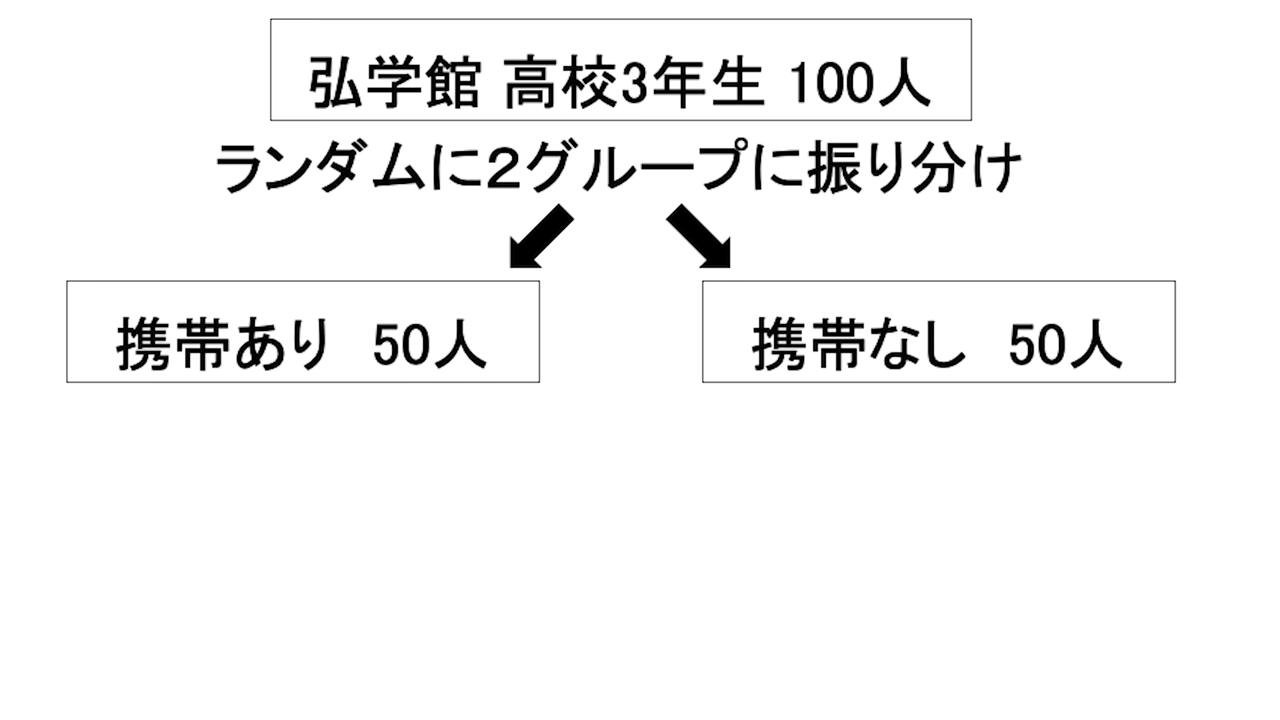 弘学館 高校3年生 100人
ランダムに２グループに振り分け
携帯あり　50人
携帯なし　50人